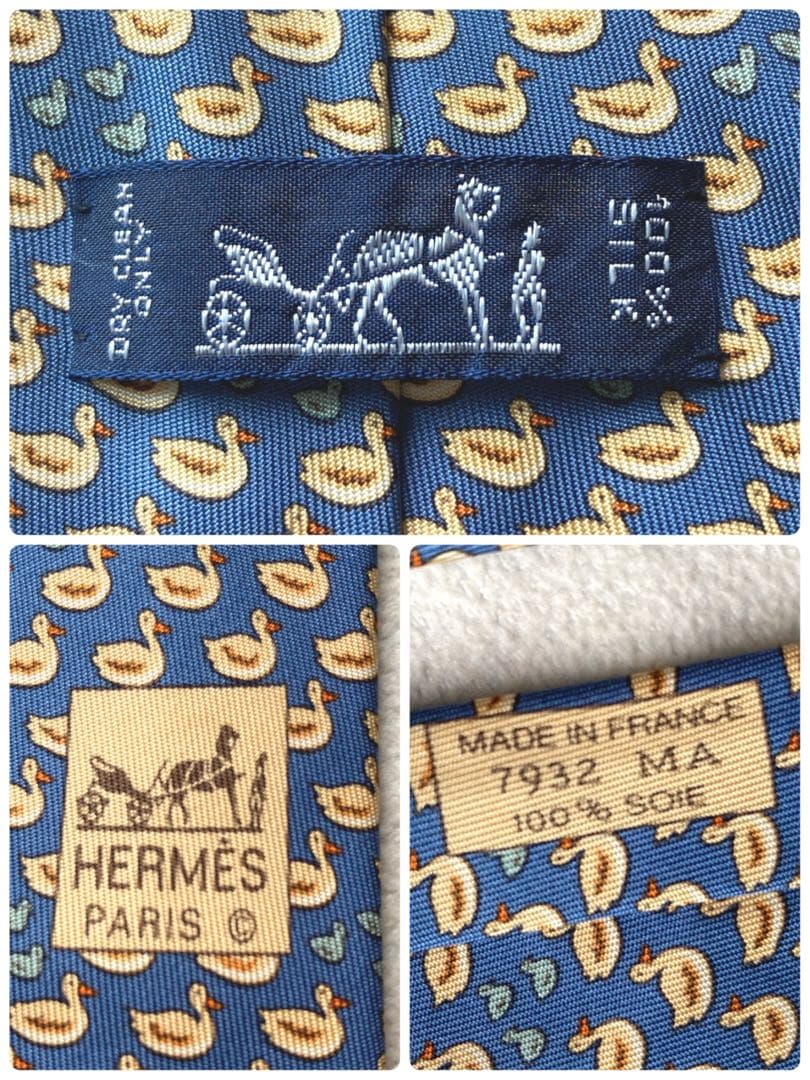 DRY CLEAN
ONLY
100%
SILK
HERMÈS
PARIS ©
MADE IN FRANCE
7932 MA
100% SOIE